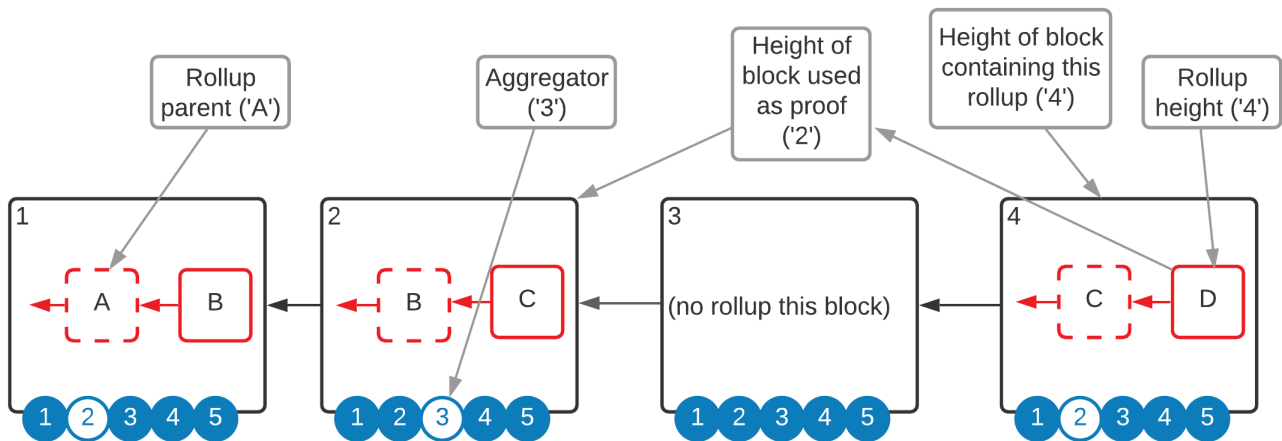 Rollup
parent ('A')
Aggregator
('3')
Height of
block used
as proof
('2')
Height of block
containing this
rollup ('4')
Rollup
height ('4')
1
A
B
1 2 3 4 5
2
B
C
1 2 3 4 5
3
(no rollup this block)
1 2 3 4 5
4
C
D
1 2 3 4 5